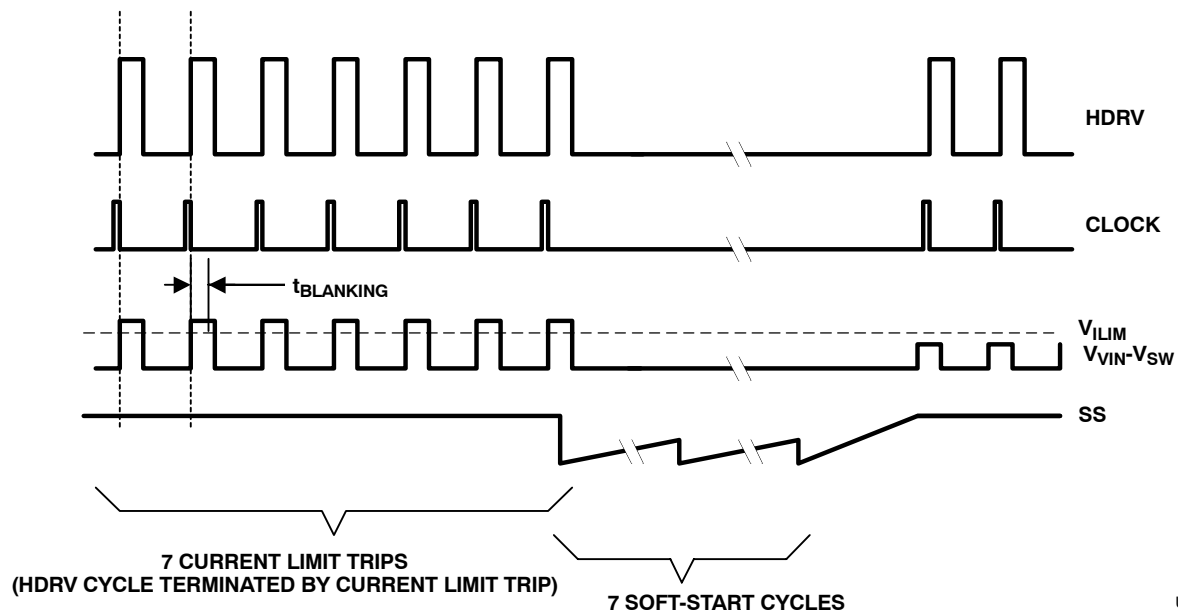 HDRV
CLOCK
tBLANKING
VILIM
VVIN-VSW
SS
7 CURRENT LIMIT TRIPS
(HDRV CYCLE TERMINATED BY CURRENT LIMIT TRIP)
7 SOFT-START CYCLES